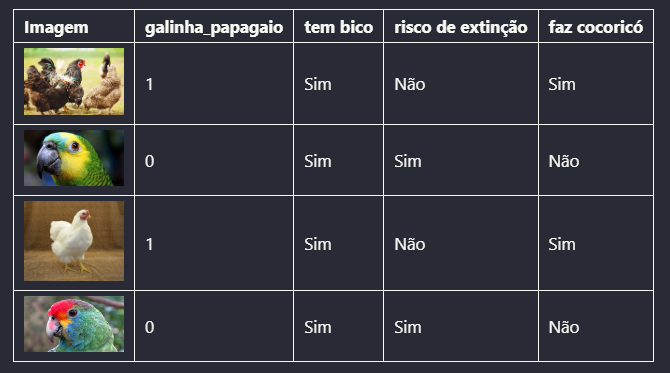 Imagem galinha_papagaio tem bico risco de extinção faz cocoricó
1 Sim Não Sim
0 Sim Sim Não
1 Sim Não Sim
0 Sim Sim Não